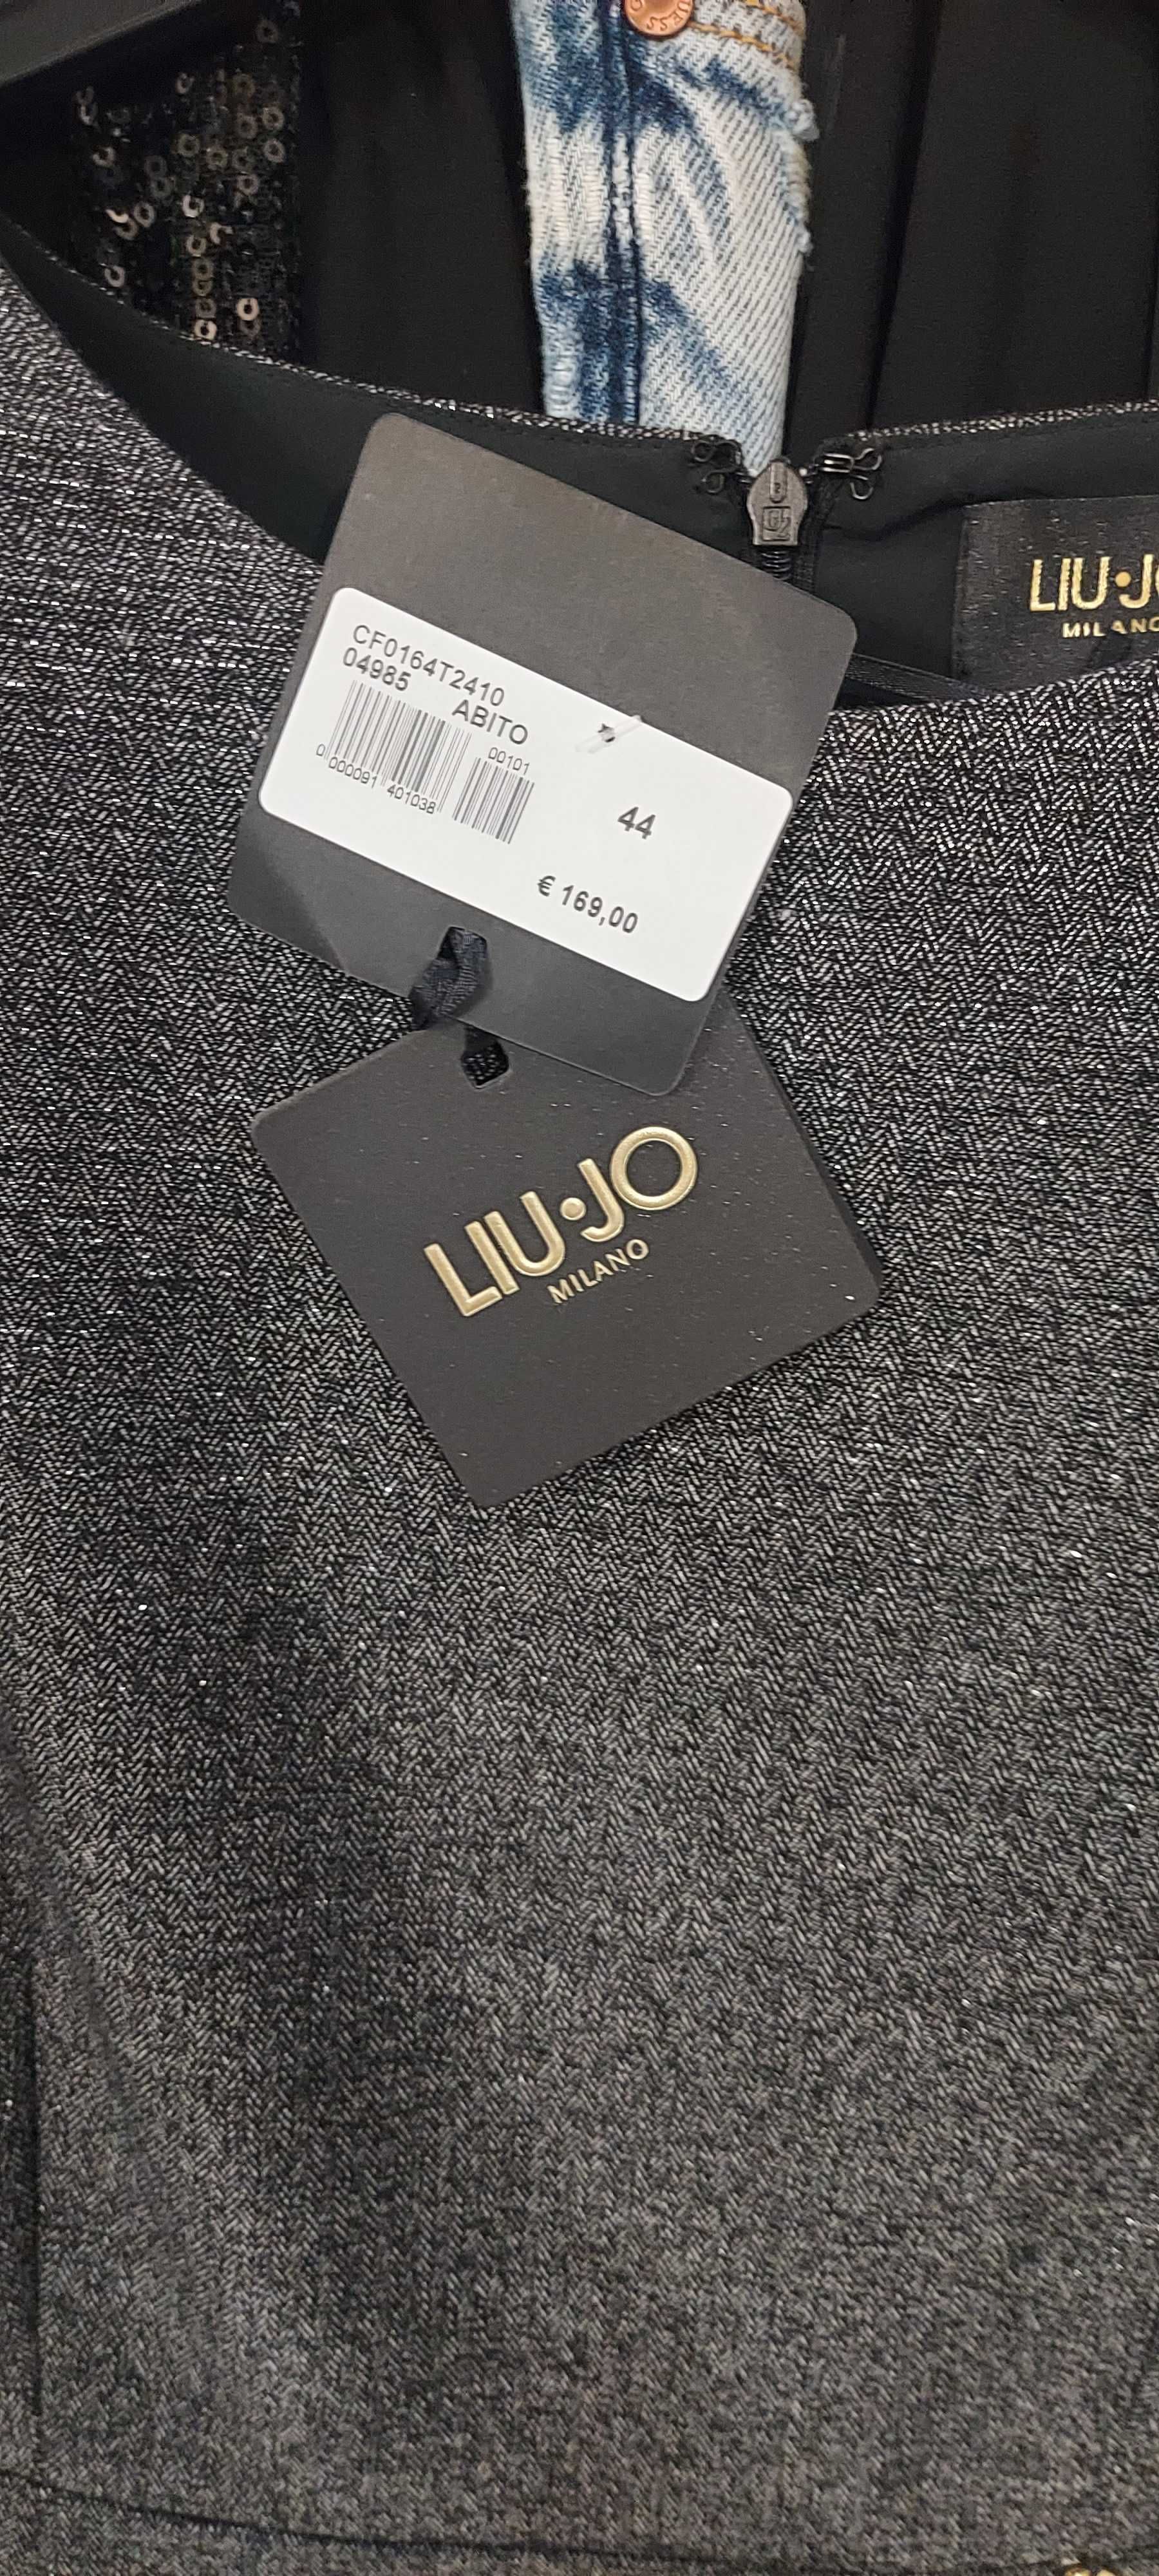 LIU·JO
MILANO
CF0164T2410
04985
ABITO
00101
0 000091 401038
44
€ 169,00
LIU·JO
MILANO